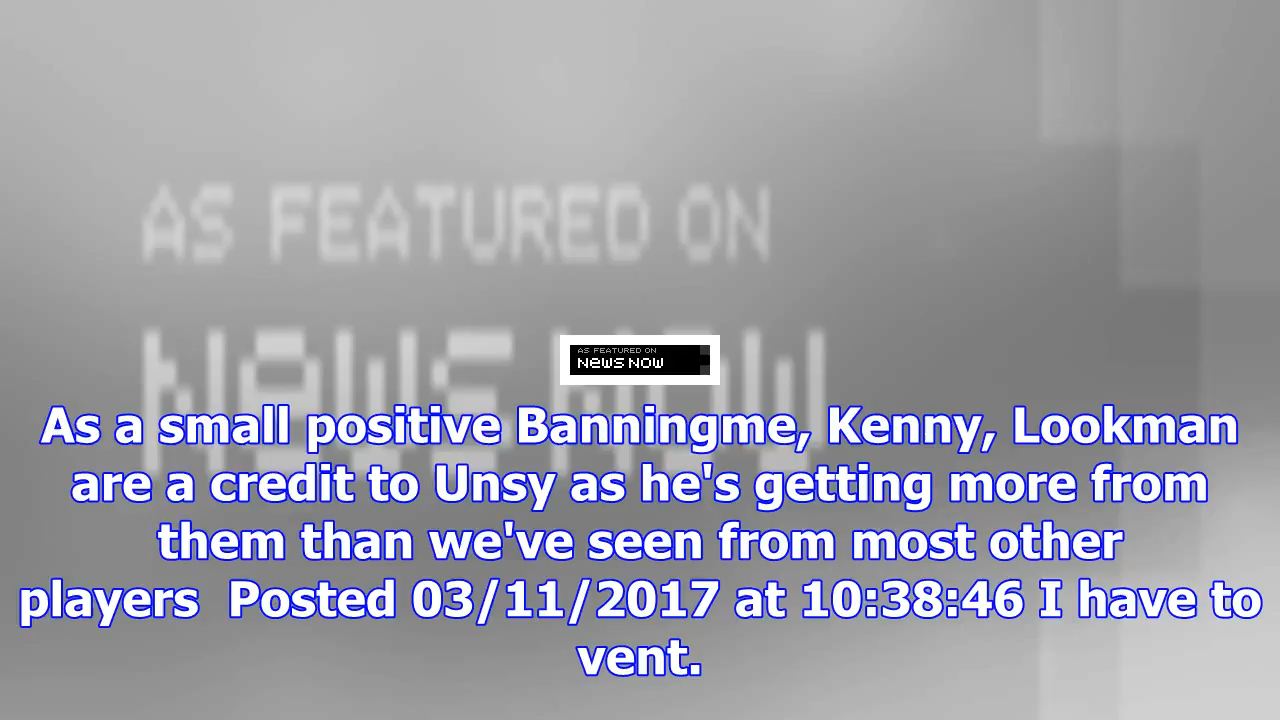 AS FEATURED ON
NeWS NOW
AS FEATURED ON
NeWS NOW
As a small positive Banningme, Kenny, Lookman
are a credit to Unsy as he's getting more from
them than we've seen from most other
players  Posted 03/11/2017 at 10:38:46 I have to
vent.